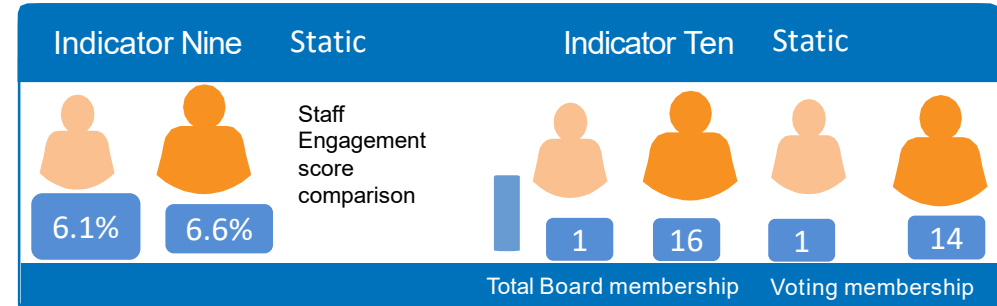 Indicator Nine Static
Indicator Ten Static
Staff
Engagement
score
comparison
6.1% 6.6%
1 16 1 14
Total Board membership Voting membership